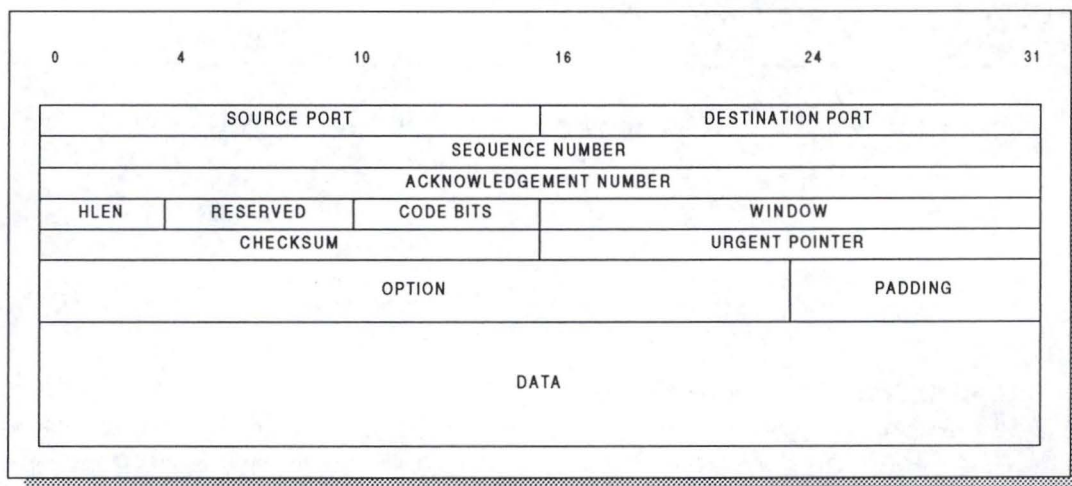 0 4 10 16 24 31
SOURCE PORT DESTINATION PORT
SEQUENCE NUMBER
ACKNOWLEDGEMENT NUMBER
HLEN RESERVED CODE BITS WINDOW
CHECKSUM URGENT POINTER
OPTION PADDING
DATA